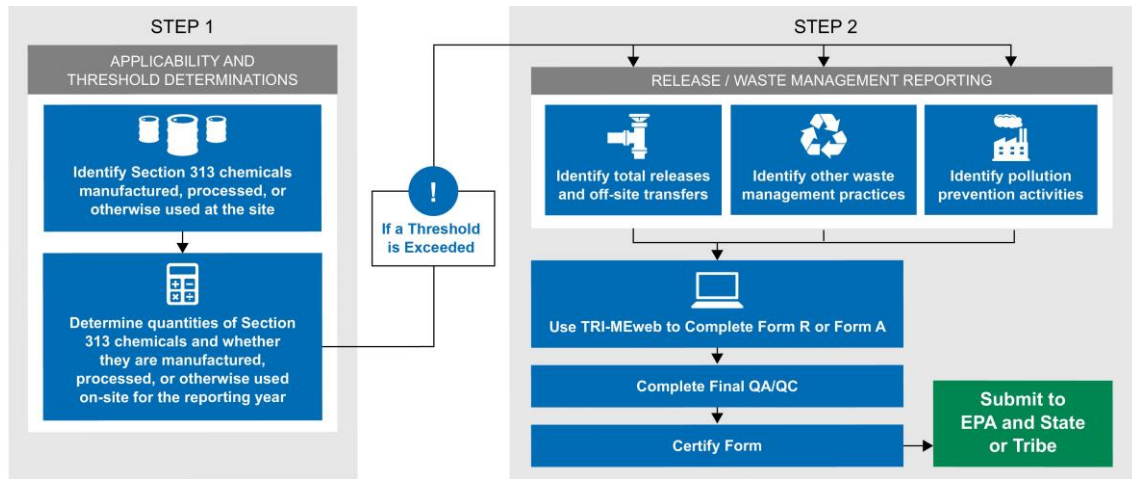 STEP 1
APPLICABILITY AND
THRESHOLD DETERMINATIONS
Identify Section 313 chemicals
manufactured, processed, or
otherwise used at the site
Determine quantities of Section
313 chemicals and whether
they are manufactured,
processed, or otherwise used
on-site for the reporting year
!
If a Threshold
is Exceeded
STEP 2
RELEASE / WASTE MANAGEMENT REPORTING
Identify total releases
and off-site transfers
Identify other waste
management practices
Identify pollution
prevention activities
Use TRI-MEweb to Complete Form R or Form A
Complete Final QA/QC
Certify Form
Submit to
EPA and State
or Tribe